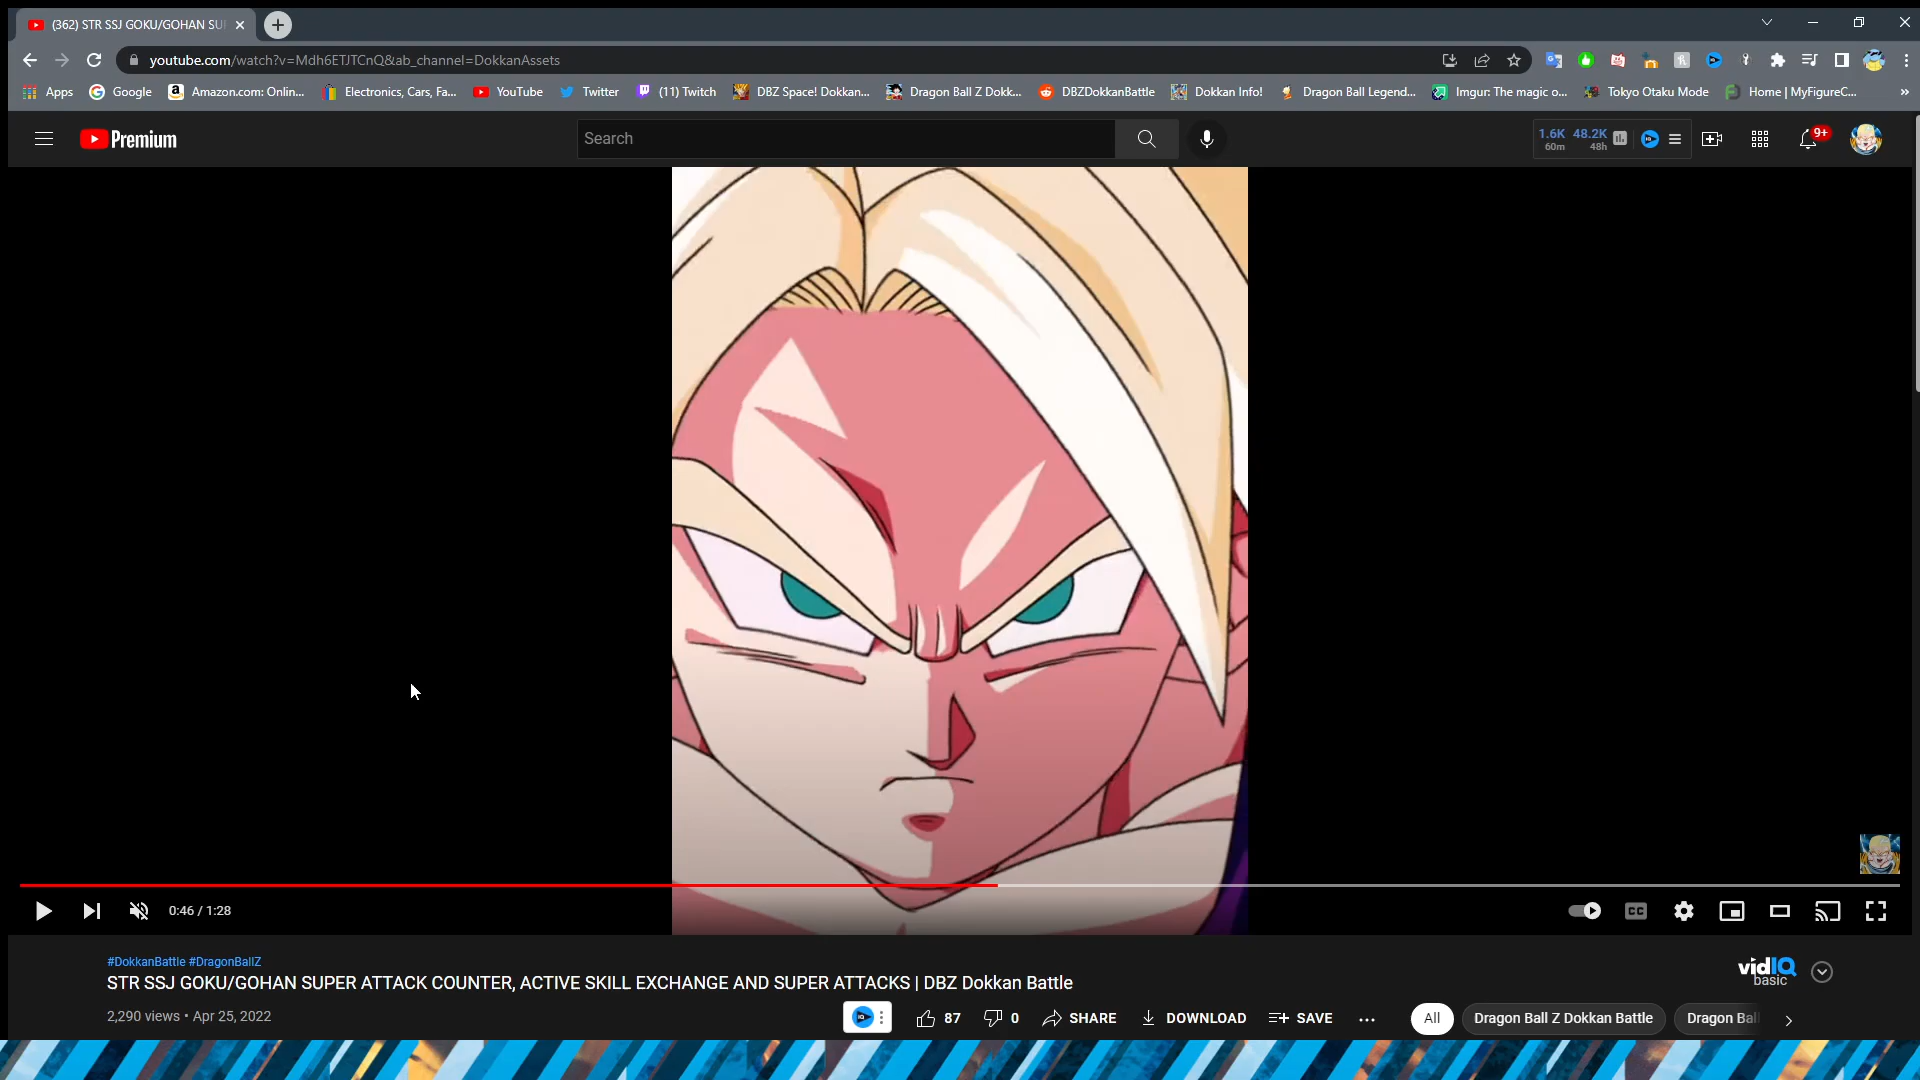 (362) STR SSJ GOKU/GOHAN SU
youtube.com/watch?v=Mdh6ETJTCnQ&ab_channel=DokkanAssets
Apps Google Amazon.com: Onlin... Electronics, Cars, Fa... YouTube Twitter (11) Twitch DBZ Space! Dokkan... Dragon Ball Z Dokk... DBZDokkanBattle Dokkan Info! Dragon Ball Legend... Imgur: The magic o... Tokyo Otaku Mode Home | MyFigureC... »
Premium Search 1.6K 48.2K 9+
60m 48h
0:46 / 1:28 CC
#DokkanBattle #DragonBallZ
STR SSJ GOKU/GOHAN SUPER ATTACK COUNTER, ACTIVE SKILL EXCHANGE AND SUPER ATTACKS | DBZ Dokkan Battle
vidIQ
basic
2,290 views • Apr 25, 2022
87 0 SHARE DOWNLOAD SAVE ... All Dragon Ball Z Dokkan Battle Dragon Bal